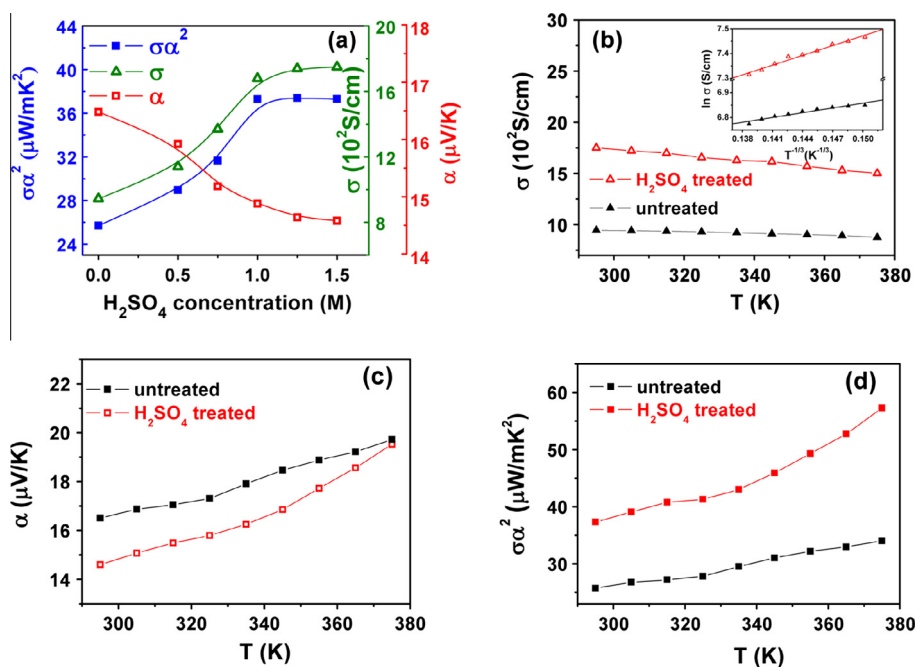 (a)
σα²
σ
α
σα² (μW/mK²)
44
40
36
32
28
24
σ (10²S/cm)
20
16
12
8
α (μV/K)
18
17
16
15
14
0.0 0.5 1.0 1.5
H₂SO₄ concentration (M)
(b)
H₂SO₄ treated
untreated
σ (10²S/cm)
35
30
25
20
15
10
5
300 320 340 360 380
T (K)
ln σ (S/cm)
7.5
7.4
7.3
6.9
6.8
0.138 0.141 0.144 0.147 0.150
T⁻¹/³(K⁻¹/³)
(c)
untreated
H₂SO₄ treated
α (μV/K)
22
20
18
16
14
300 320 340 360 380
T (K)
(d)
untreated
H₂SO₄ treated
σα² (μW/mK²)
60
50
40
30
300 320 340 360 380
T (K)